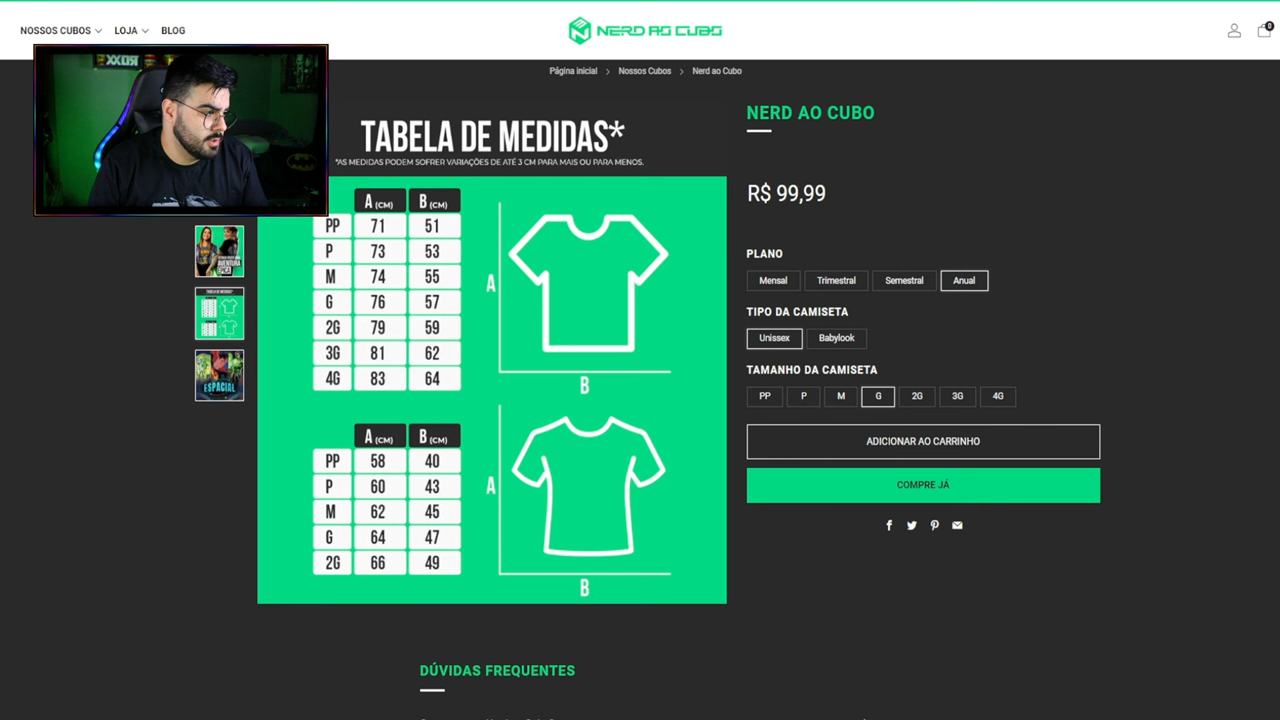 NOSSOS CUBOS
LOJA
BLOG
NERD AO CUBO
0
Página inicial
Nossos Cubos
Nerd ao Cubo
TABELA DE MEDIDAS*
*AS MEDIDAS PODEM SOFRER VARIAÇÕES DE ATÉ 3 CM PARA MAIS OU PARA MENOS.
A (CM) B (CM)
PP 71 51
P 73 53
M 74 55
G 76 57
2G 79 59
3G 81 62
4G 83 64
A
B
A (CM) B (CM)
PP 58 40
P 60 43
M 62 45
G 64 47
2G 66 49
A
B
AVENTURA
ÉPICA
ESPACIAL
NERD AO CUBO
R$ 99,99
PLANO
Mensal Trimestral Semestral Anual
TIPO DA CAMISETA
Unissex Babylook
TAMANHO DA CAMISETA
PP P M G 2G 3G 4G
ADICIONAR AO CARRINHO
COMPRE JÁ
DÚVIDAS FREQUENTES